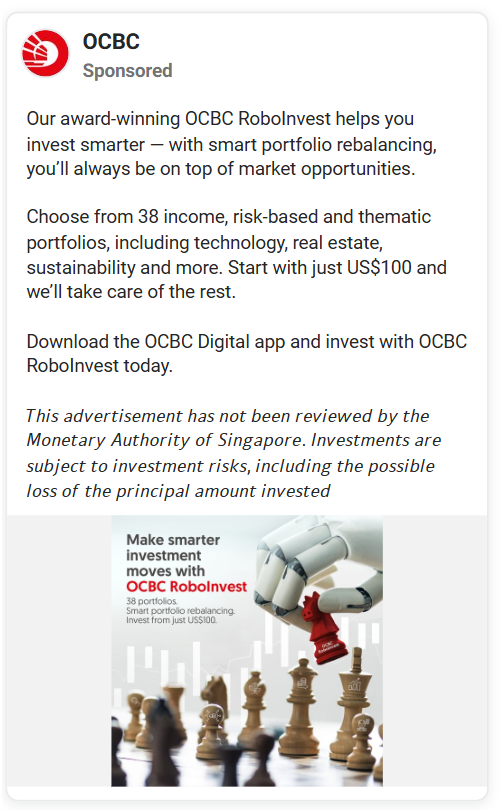 OCBC
Sponsored
Our award-winning OCBC RoboInvest helps you
invest smarter — with smart portfolio rebalancing,
you’ll always be on top of market opportunities.
Choose from 38 income, risk-based and thematic
portfolios, including technology, real estate,
sustainability and more. Start with just US$100 and
we’ll take care of the rest.
Download the OCBC Digital app and invest with OCBC
RoboInvest today.
This advertisement has not been reviewed by the
Monetary Authority of Singapore. Investments are
subject to investment risks, including the possible
loss of the principal amount invested
Make smarter
investment
moves with
OCBC RoboInvest
38 portfolios.
Smart portfolio rebalancing.
Invest from just US$100.
OCBC
RoboInvest